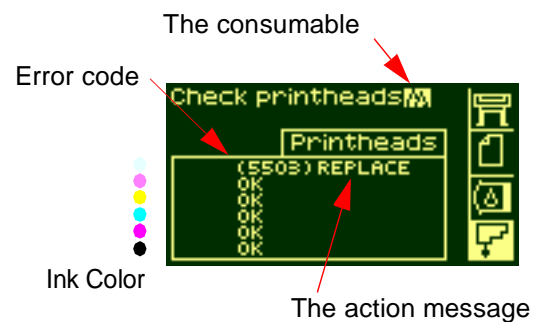 The consumable
Error code
Check printheads
Printheads
(5503) REPLACE
OK
OK
OK
OK
OK
Ink Color
The action message